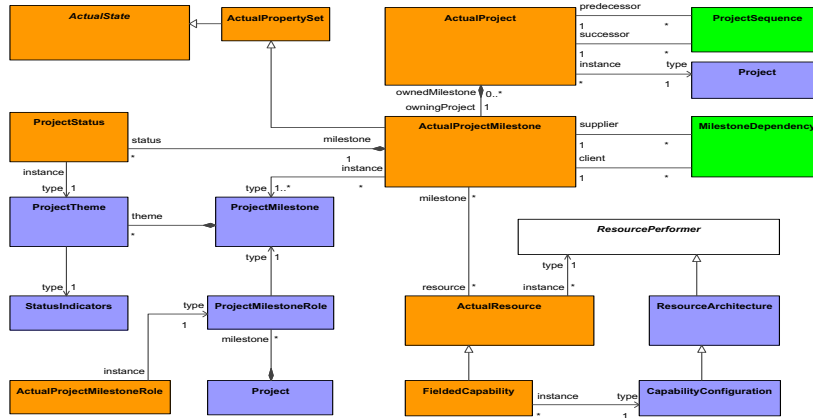 ActualState
ActualPropertySet
ActualProject
predecessor
1
*
ProjectSequence
successor
1
*
instance
*
type
1
Project
ownedMilestone
0..*
owningProject
1
ProjectStatus
status
*
milestone
1
ActualProjectMilestone
supplier
1
*
MilestoneDependency
client
1
*
instance
type
1
instance
*
type
1..*
ProjectTheme
theme
*
ProjectMilestone
milestone
*
ResourcePerformer
type
1
type
1
type
1
instance
*
resource
*
StatusIndicators
type
1
ProjectMilestoneRole
ActualResource
ResourceArchitecture
milestone
*
instance
ActualProjectMilestoneRole
Project
FieldedCapability
instance
*
type
1
CapabilityConfiguration